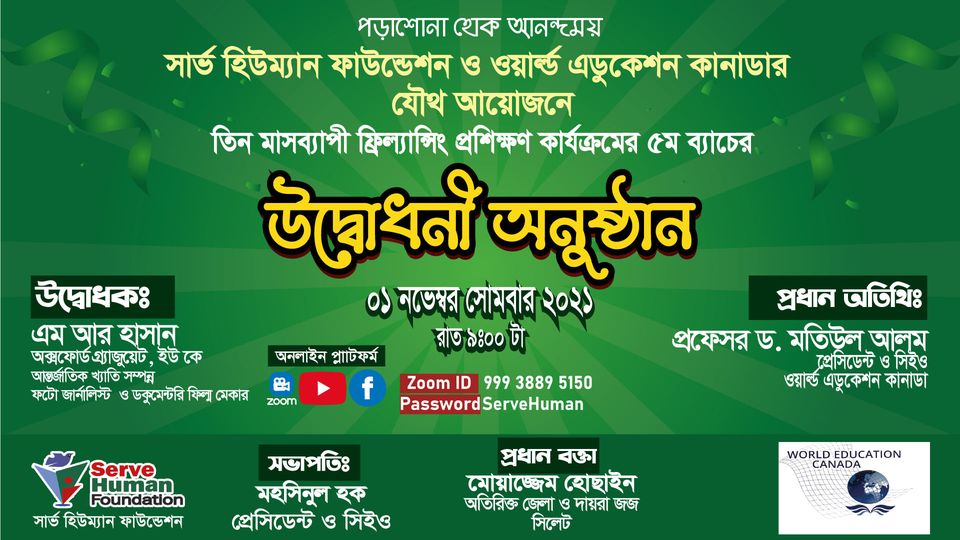 পড়াশোনা হোক আনন্দময়
সার্ভ হিউম্যান ফাউন্ডেশন ও ওয়ার্ল্ড এডুকেশন কানাডার
যৌথ আয়োজনে
তিন মাসব্যাপী ফ্রিল্যান্সিং প্রশিক্ষণ কার্যক্রমের ৫ম ব্যাচের
উদ্বোধনী অনুষ্ঠান
০১ নভেম্বর সোমবার ২০২১
রাত ৯ঃ০০ টা
উদ্বোধকঃ
এম আর হাসান
অক্সফোর্ড গ্র্যাজুয়েট, ইউ কে
আন্তর্জাতিক খ্যাতি সম্পন্ন
ফটো জার্নালিস্ট ও ডকুমেন্টরি ফিল্ম মেকার
অনলাইন প্লাটফর্ম
zoom
Zoom ID 999 3889 5150
Password ServeHuman
প্রধান অতিথিঃ
প্রফেসর ড. মতিউল আলম
প্রেসিডেন্ট ও সিইও
ওয়ার্ল্ড এডুকেশন কানাডা
Serve
Human
Foundation
সার্ভ হিউম্যান ফাউন্ডেশন
সভাপতিঃ
মহসিনুল হক
প্রেসিডেন্ট ও সিইও
প্রধান বক্তা
মোয়াজ্জেম হোছাইন
অতিরিক্ত জেলা ও দায়রা জজ
সিলেট
WORLD EDUCATION
CANADA